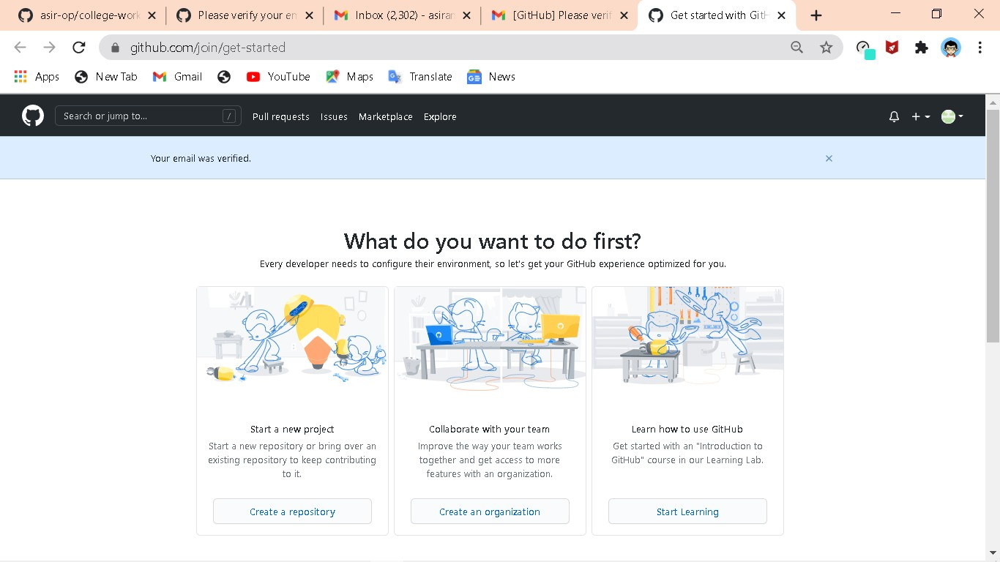 asir-op/college-work
Please verify your en
Inbox (2,302) - asiran
[GitHub] Please verif
Get started with GitH
github.com/join/get-started
Apps
New Tab
Gmail
YouTube
Maps
Translate
News
Search or jump to...
/
Pull requests
Issues
Marketplace
Explore
Your email was verified.
What do you want to do first?
Every developer needs to configure their environment, so let's get your GitHub experience optimized for you.
Start a new project
Start a new repository or bring over an
existing repository to keep contributing
to it.
Create a repository
Collaborate with your team
Improve the way your team works
together and get access to more
features with an organization.
Create an organization
Learn how to use GitHub
Get started with an "Introduction to
GitHub" course in our Learning Lab.
Start Learning